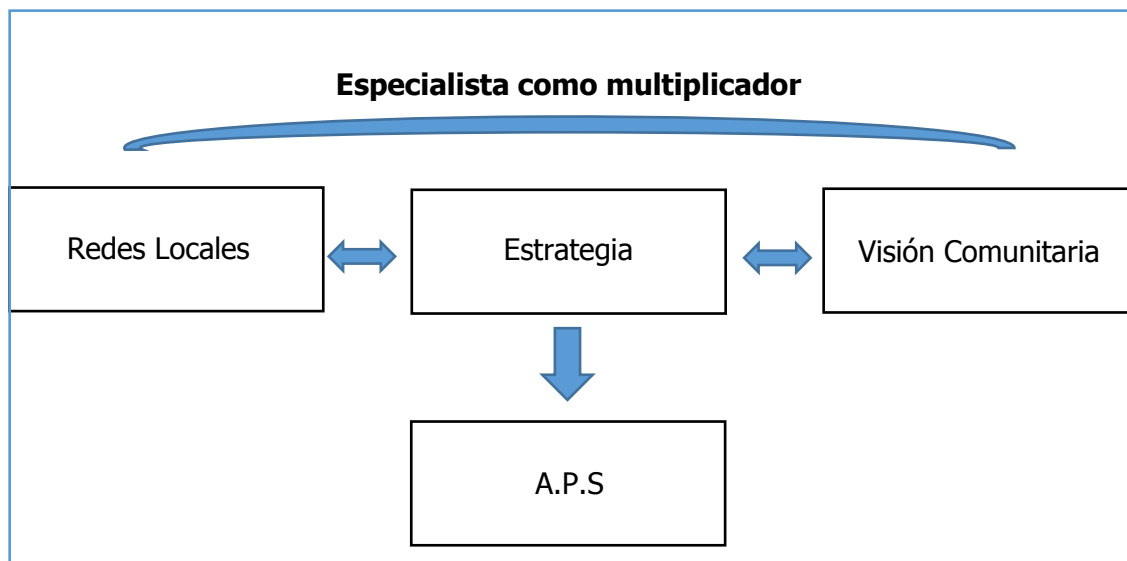 Especialista como multiplicador
Redes Locales
Estrategia
Visión Comunitaria
A.P.S